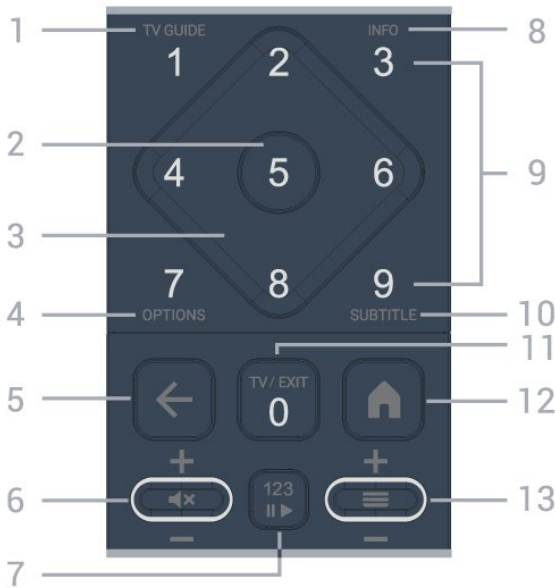 1 TV GUIDE INFO 8
1 2 3
2 9
4 5 6
3
7 8 9
4 OPTIONS SUBTITLE 10
11
TV / EXIT
5 0 12
+ +
6 13
123
− −
7